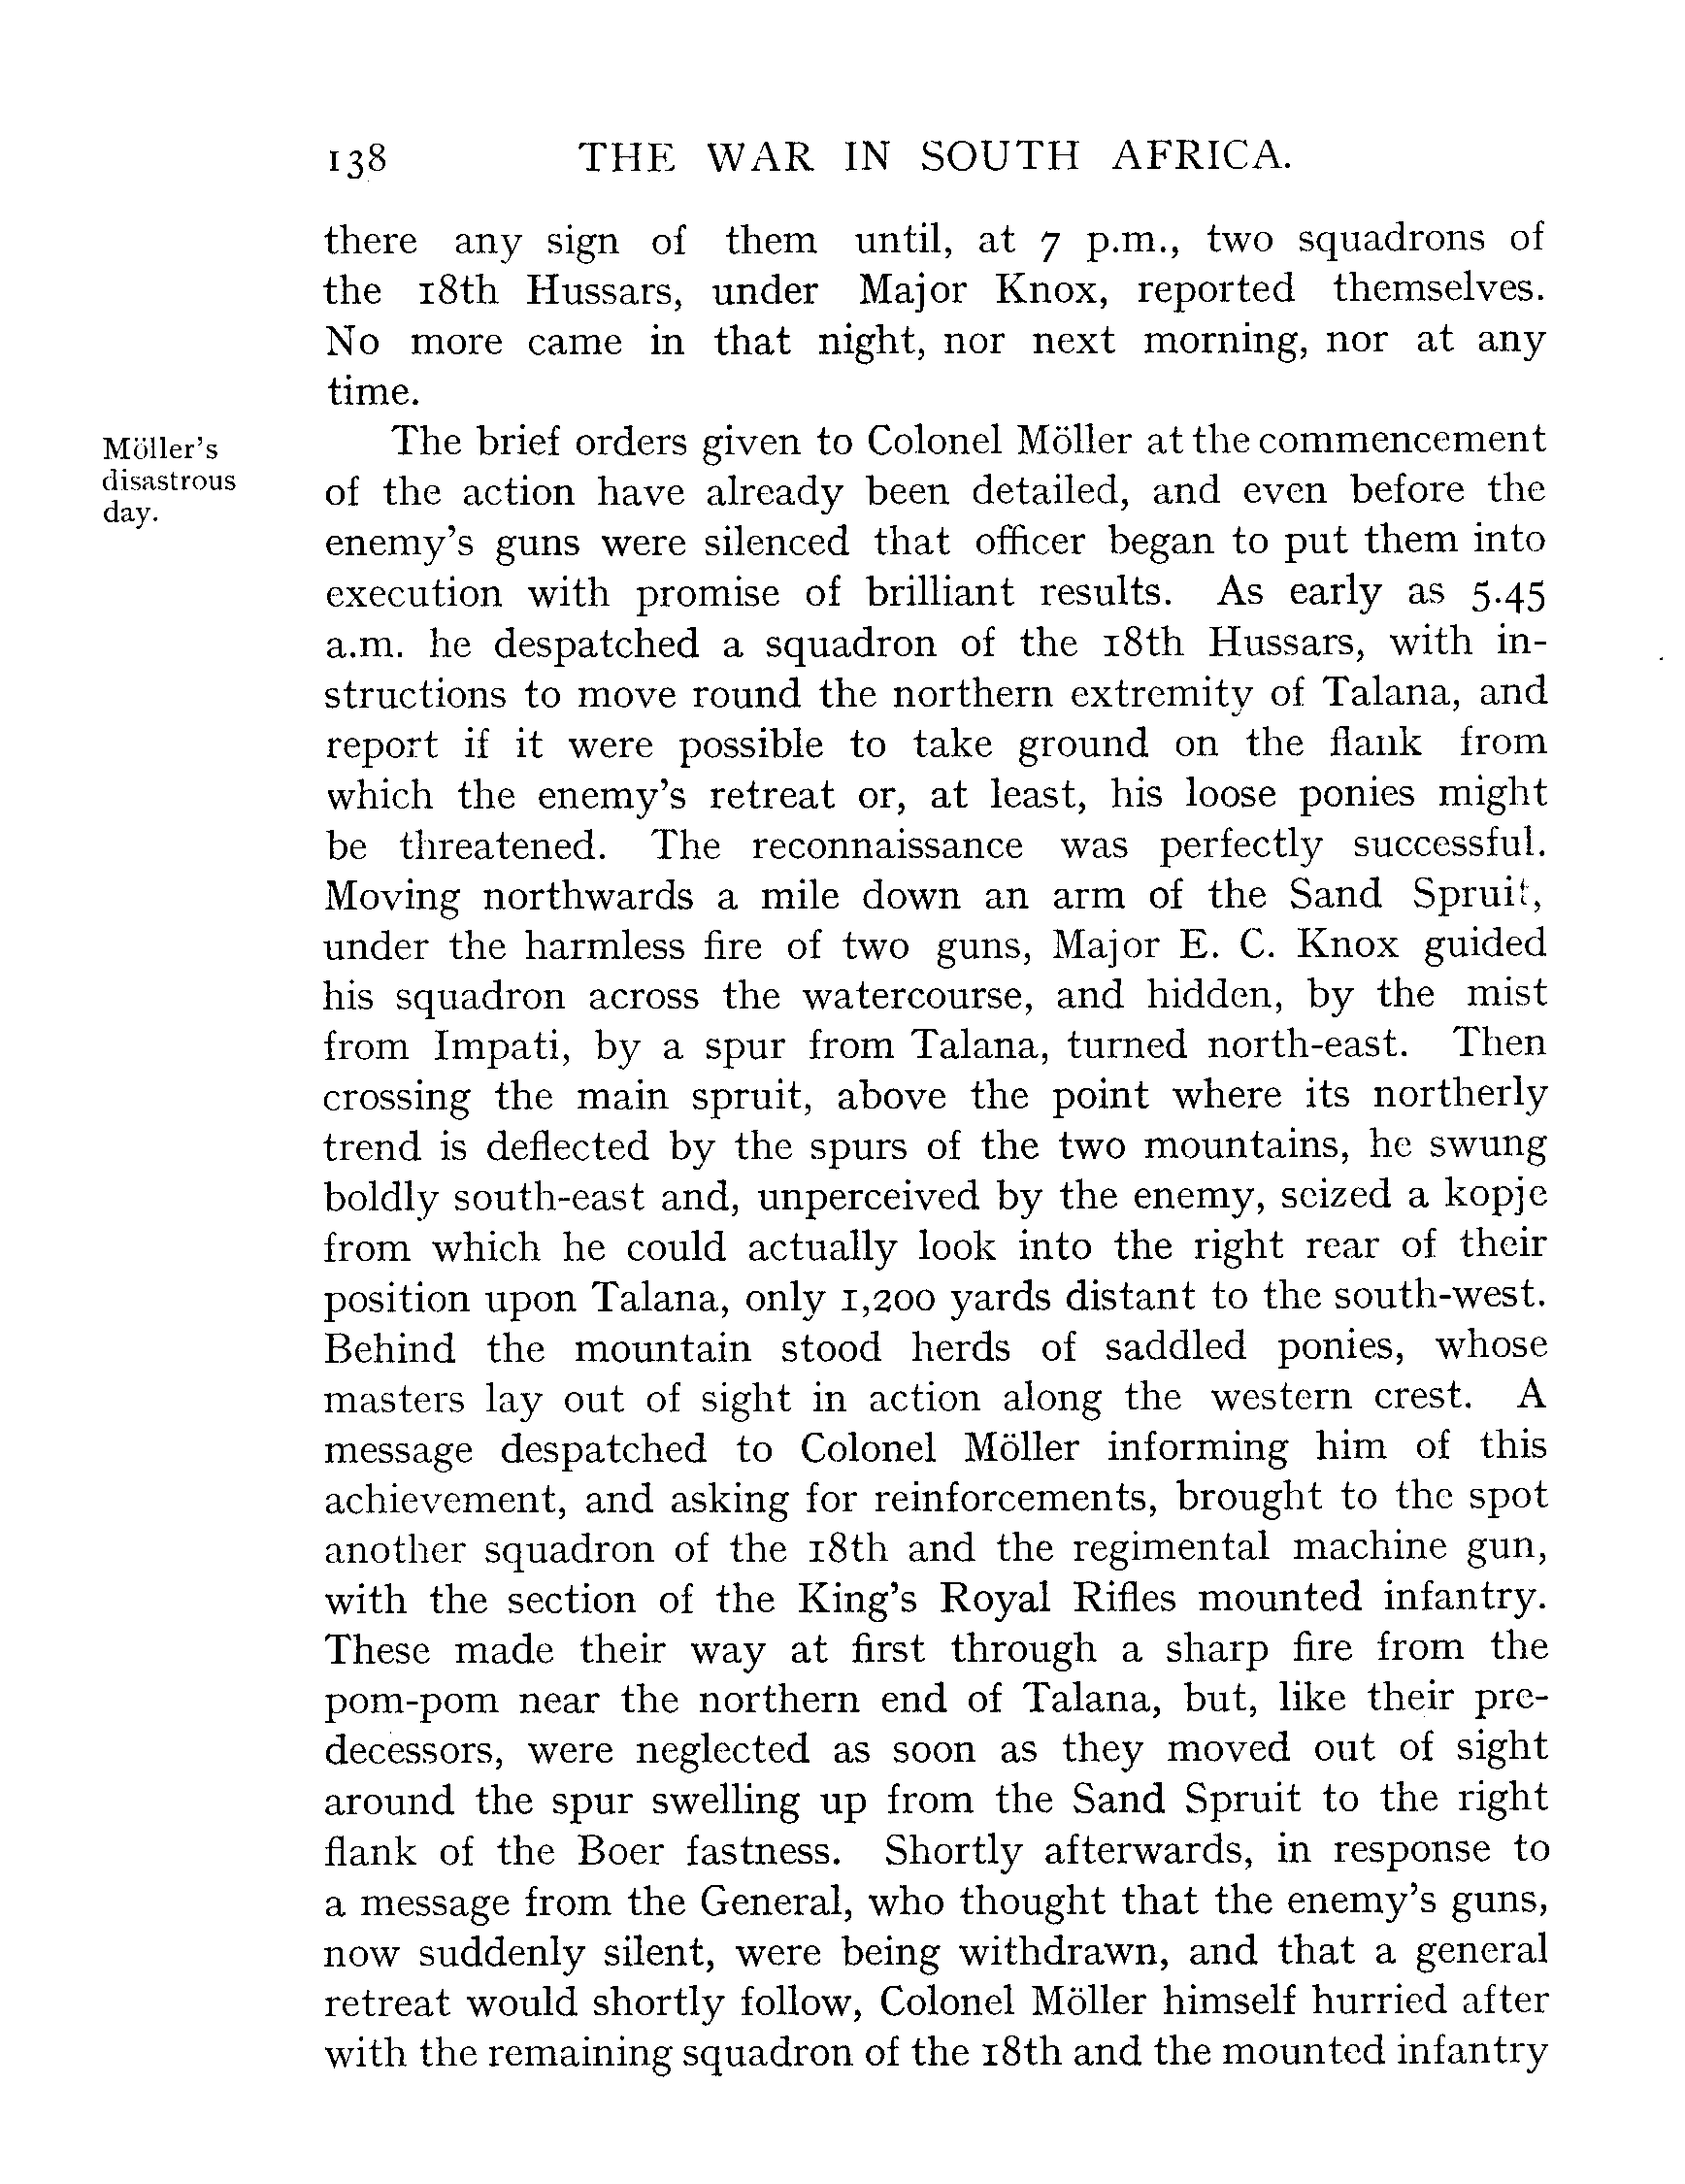 138 THE WAR IN SOUTH AFRICA.
there any sign of them until, at 7 p.m., two squadrons of
the 18th Hussars, under Major Knox, reported themselves.
No more came in that night, nor next morning, nor at any
time.
Möller's
disastrous
day.
The brief orders given to Colonel Möller at the commencement
of the action have already been detailed, and even before the
enemy's guns were silenced that officer began to put them into
execution with promise of brilliant results. As early as 5.45
a.m. he despatched a squadron of the 18th Hussars, with in-
structions to move round the northern extremity of Talana, and
report if it were possible to take ground on the flank from
which the enemy's retreat or, at least, his loose ponies might
be threatened. The reconnaissance was perfectly successful.
Moving northwards a mile down an arm of the Sand Spruit,
under the harmless fire of two guns, Major E. C. Knox guided
his squadron across the watercourse, and hidden, by the mist
from Impati, by a spur from Talana, turned north-east. Then
crossing the main spruit, above the point where its northerly
trend is deflected by the spurs of the two mountains, he swung
boldly south-east and, unperceived by the enemy, seized a kopje
from which he could actually look into the right rear of their
position upon Talana, only 1,200 yards distant to the south-west.
Behind the mountain stood herds of saddled ponies, whose
masters lay out of sight in action along the western crest. A
message despatched to Colonel Möller informing him of this
achievement, and asking for reinforcements, brought to the spot
another squadron of the 18th and the regimental machine gun,
with the section of the King's Royal Rifles mounted infantry.
These made their way at first through a sharp fire from the
pom-pom near the northern end of Talana, but, like their pre-
decessors, were neglected as soon as they moved out of sight
around the spur swelling up from the Sand Spruit to the right
flank of the Boer fastness. Shortly afterwards, in response to
a message from the General, who thought that the enemy's guns,
now suddenly silent, were being withdrawn, and that a general
retreat would shortly follow, Colonel Möller himself hurried after
with the remaining squadron of the 18th and the mounted infantry